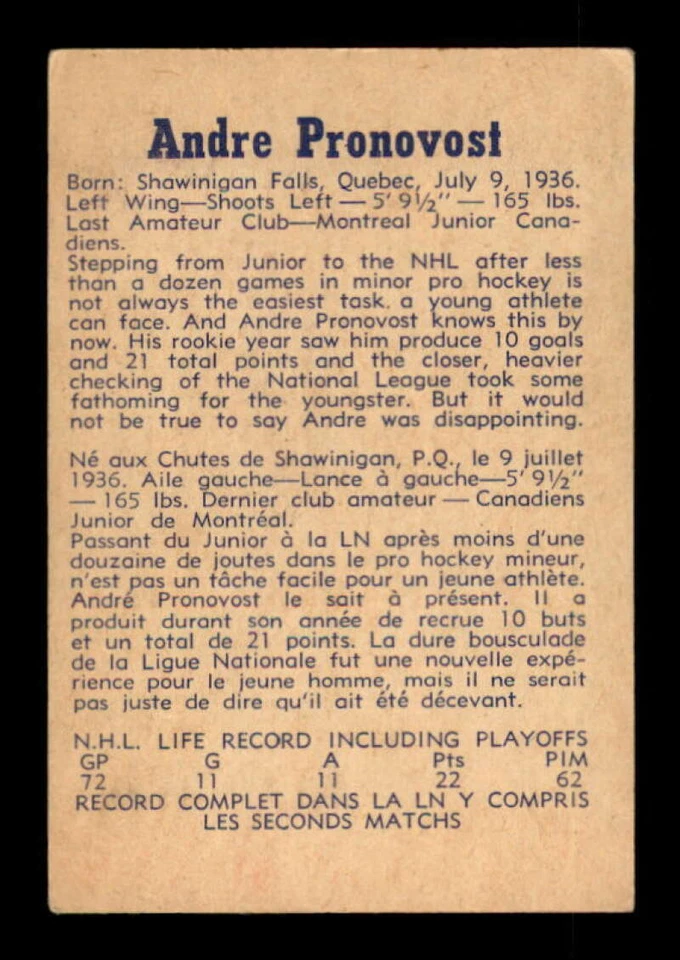 Andre Pronovost
Born: Shawinigan Falls, Quebec, July 9, 1936.
Left Wing—Shoots Left — 5' 9½" — 165 lbs.
Last Amateur Club—Montreal Junior Cana-
diens.
Stepping from Junior to the NHL after less
than a dozen games in minor pro hockey is
not always the easiest task. a young athlete
can face. And Andre Pronovost knows this by
now. His rookie year saw him produce 10 goals
and 21 total points and the closer, heavier
checking of the National League took some
fathoming for the youngster. But it would
not be true to say Andre was disappointing.
Né aux Chutes de Shawinigan, P.Q., le 9 juillet
1936. Aile gauche—Lance à gauche—5' 9½"
— 165 lbs. Dernier club amateur — Canadiens
Junior de Montréal.
Passant du Junior à la LN après moins d'une
douzaine de joutes dans le pro hockey mineur,
n'est pas un tâche facile pour un jeune athlète.
André Pronovost le sait à présent. Il a
produit durant son année de recrue 10 buts
et un total de 21 points. La dure bousculade
de la Ligue Nationale fut une nouvelle expé-
rience pour le jeune homme, mais il ne serait
pas juste de dire qu'il ait été décevant.
N.H.L. LIFE RECORD INCLUDING PLAYOFFS
GP G A Pts PIM
72 11 11 22 62
RECORD COMPLET DANS LA LN Y COMPRIS
LES SECONDS MATCHS